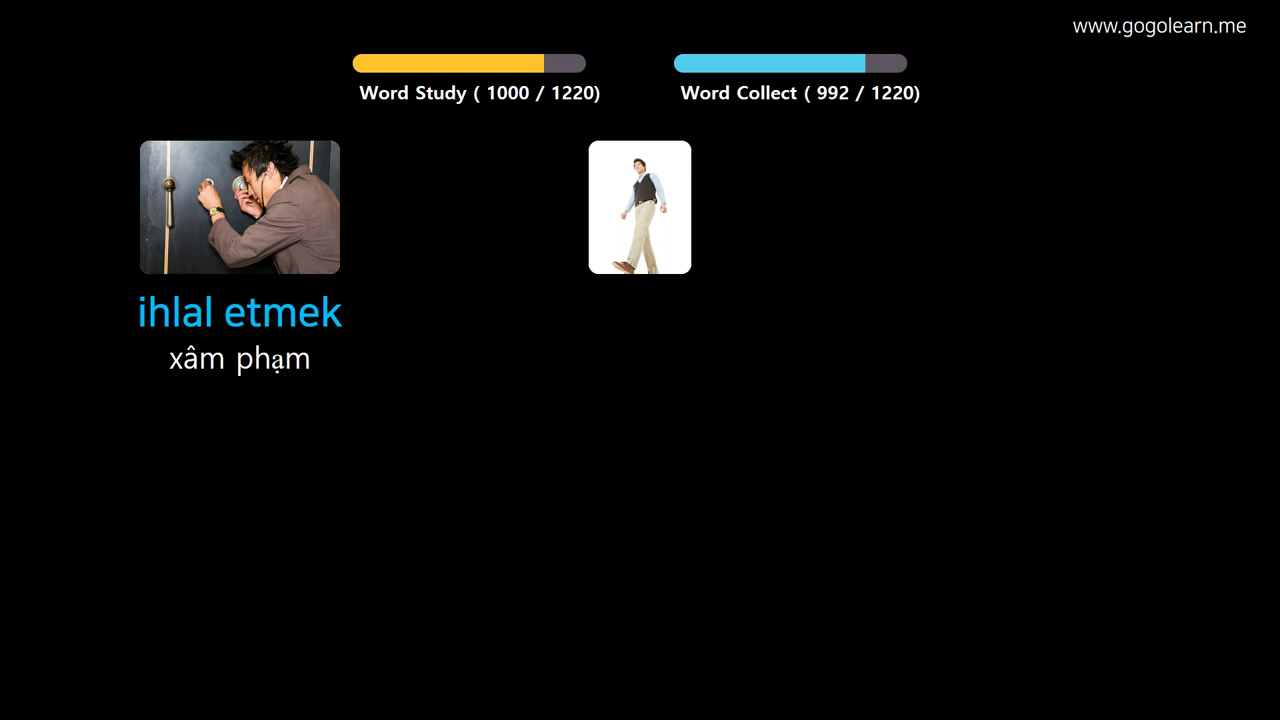 www.gogolearn.me
Word Study ( 1000 / 1220)
Word Collect ( 992 / 1220)
ihlal etmek
xâm phạm